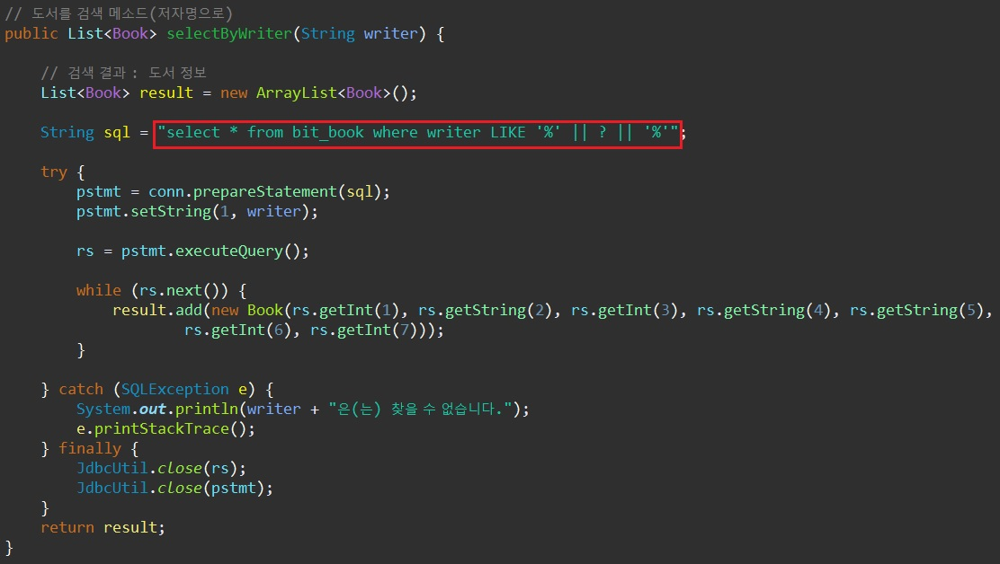 // 도서를 검색 메소드(저자명으로)
public List<Book> selectByWriter(String writer) {
// 검색 결과 : 도서 정보
List<Book> result = new ArrayList<Book>();
String sql = "select * from bit_book where writer LIKE '%' || ? || '%'";
try {
pstmt = conn.prepareStatement(sql);
pstmt.setString(1, writer);
rs = pstmt.executeQuery();
while (rs.next()) {
result.add(new Book(rs.getInt(1), rs.getString(2), rs.getInt(3), rs.getString(4), rs.getString(5),
rs.getInt(6), rs.getInt(7)));
}
} catch (SQLException e) {
System.out.println(writer + "은(는) 찾을 수 없습니다.");
e.printStackTrace();
} finally {
JdbcUtil.close(rs);
JdbcUtil.close(pstmt);
}
return result;
}